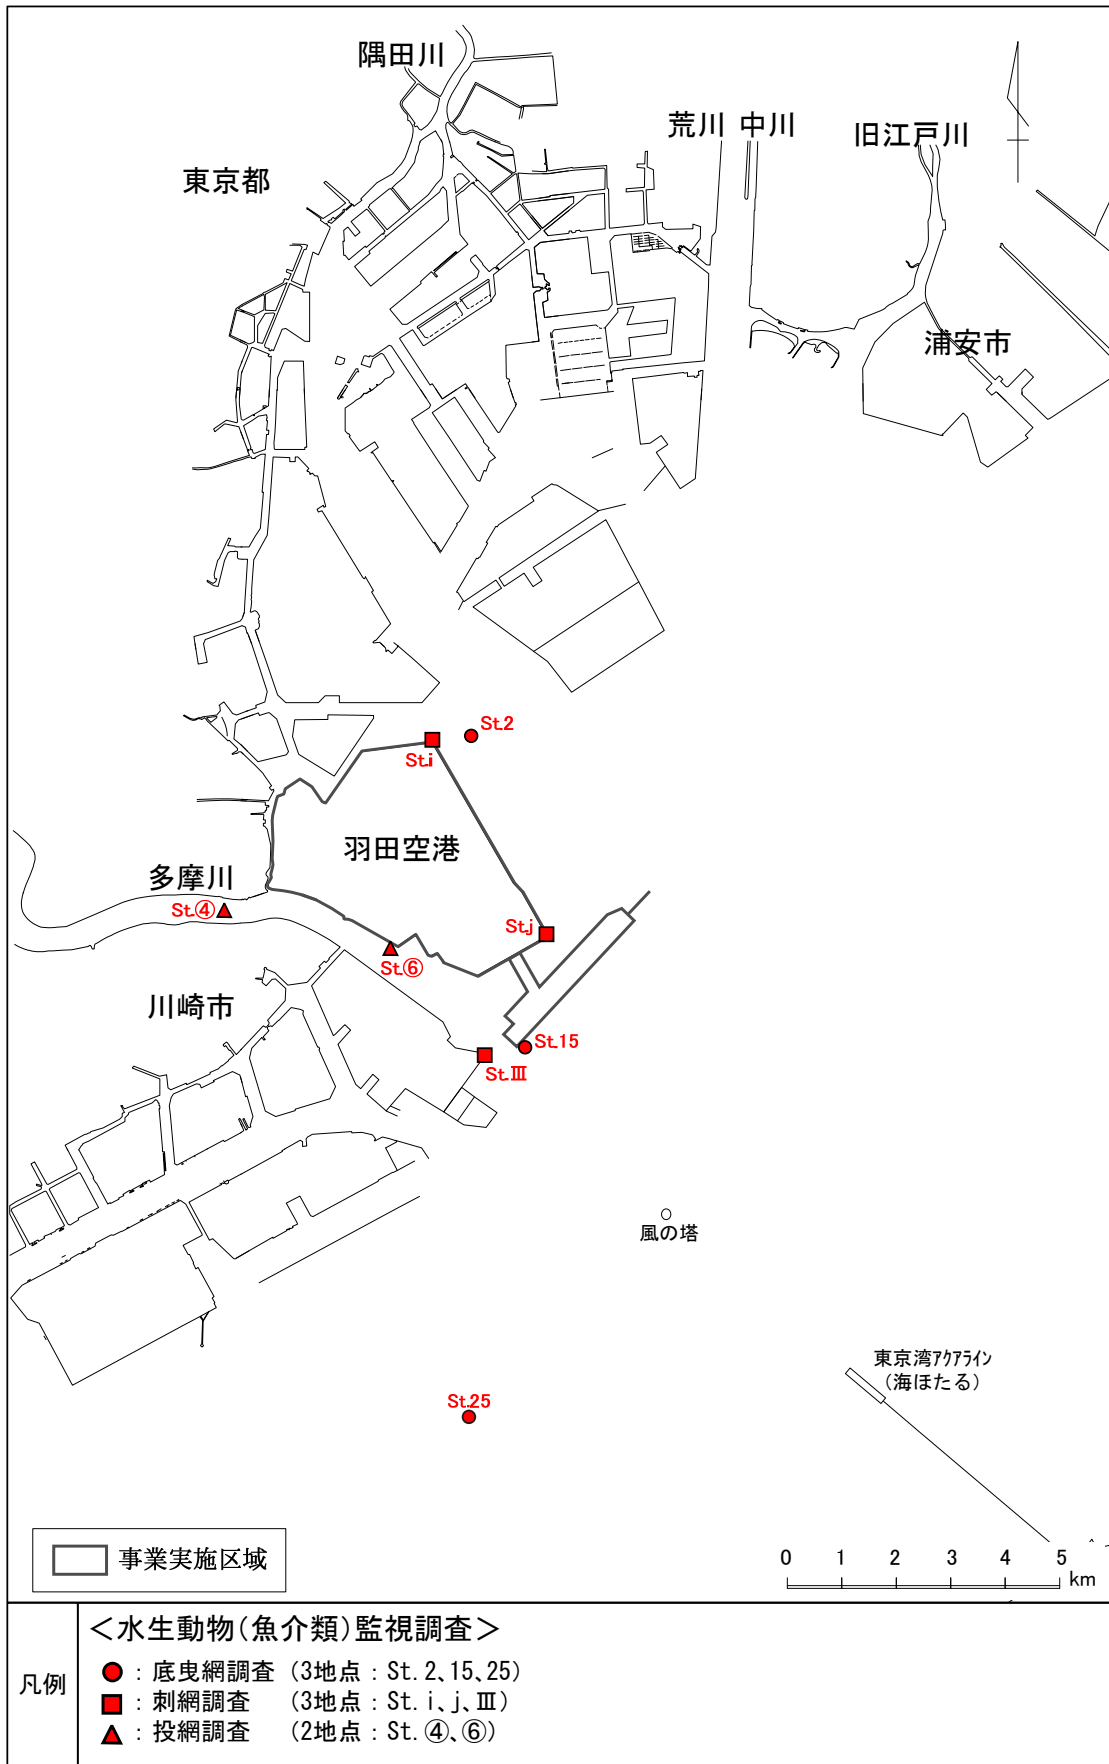 隅田川
荒川 中川
旧江戸川
東京都
浦安市
St.2
St.i
羽田空港
多摩川
St.④
St.j
St.⑥
川崎市
St.15
St.Ⅲ
風の塔
東京湾アクアライン
(海ほたる)
St.25
事業実施区域
0 1 2 3 4 5
km
凡例
＜水生動物(魚介類)監視調査＞
●：底曳網調査 (3地点：St.2、15、25)
■：刺網調査 (3地点：St.i、j、Ⅲ)
▲：投網調査 (2地点：St.④、⑥)